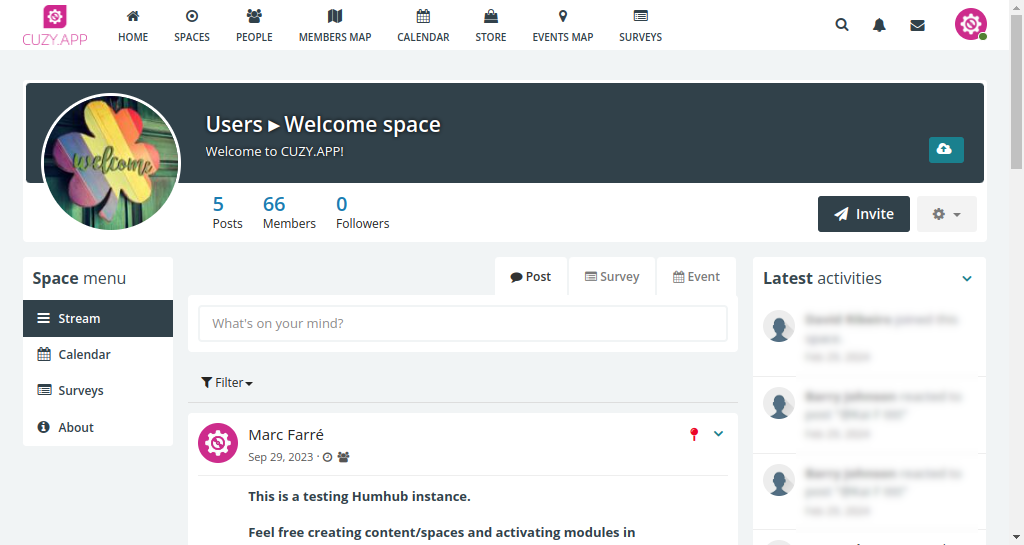 CUZY.APP
HOME
SPACES
PEOPLE
MEMBERS MAP
CALENDAR
STORE
EVENTS MAP
SURVEYS
welcome
Users ▸ Welcome space
Welcome to CUZY.APP!
5
Posts
66
Members
0
Followers
Invite
Space menu
Stream
Calendar
Surveys
About
Post
Survey
Event
What's on your mind?
Filter
Marc Farré
Sep 29, 2023 ·
This is a testing Humhub instance.
Feel free creating content/spaces and activating modules in
Latest activities